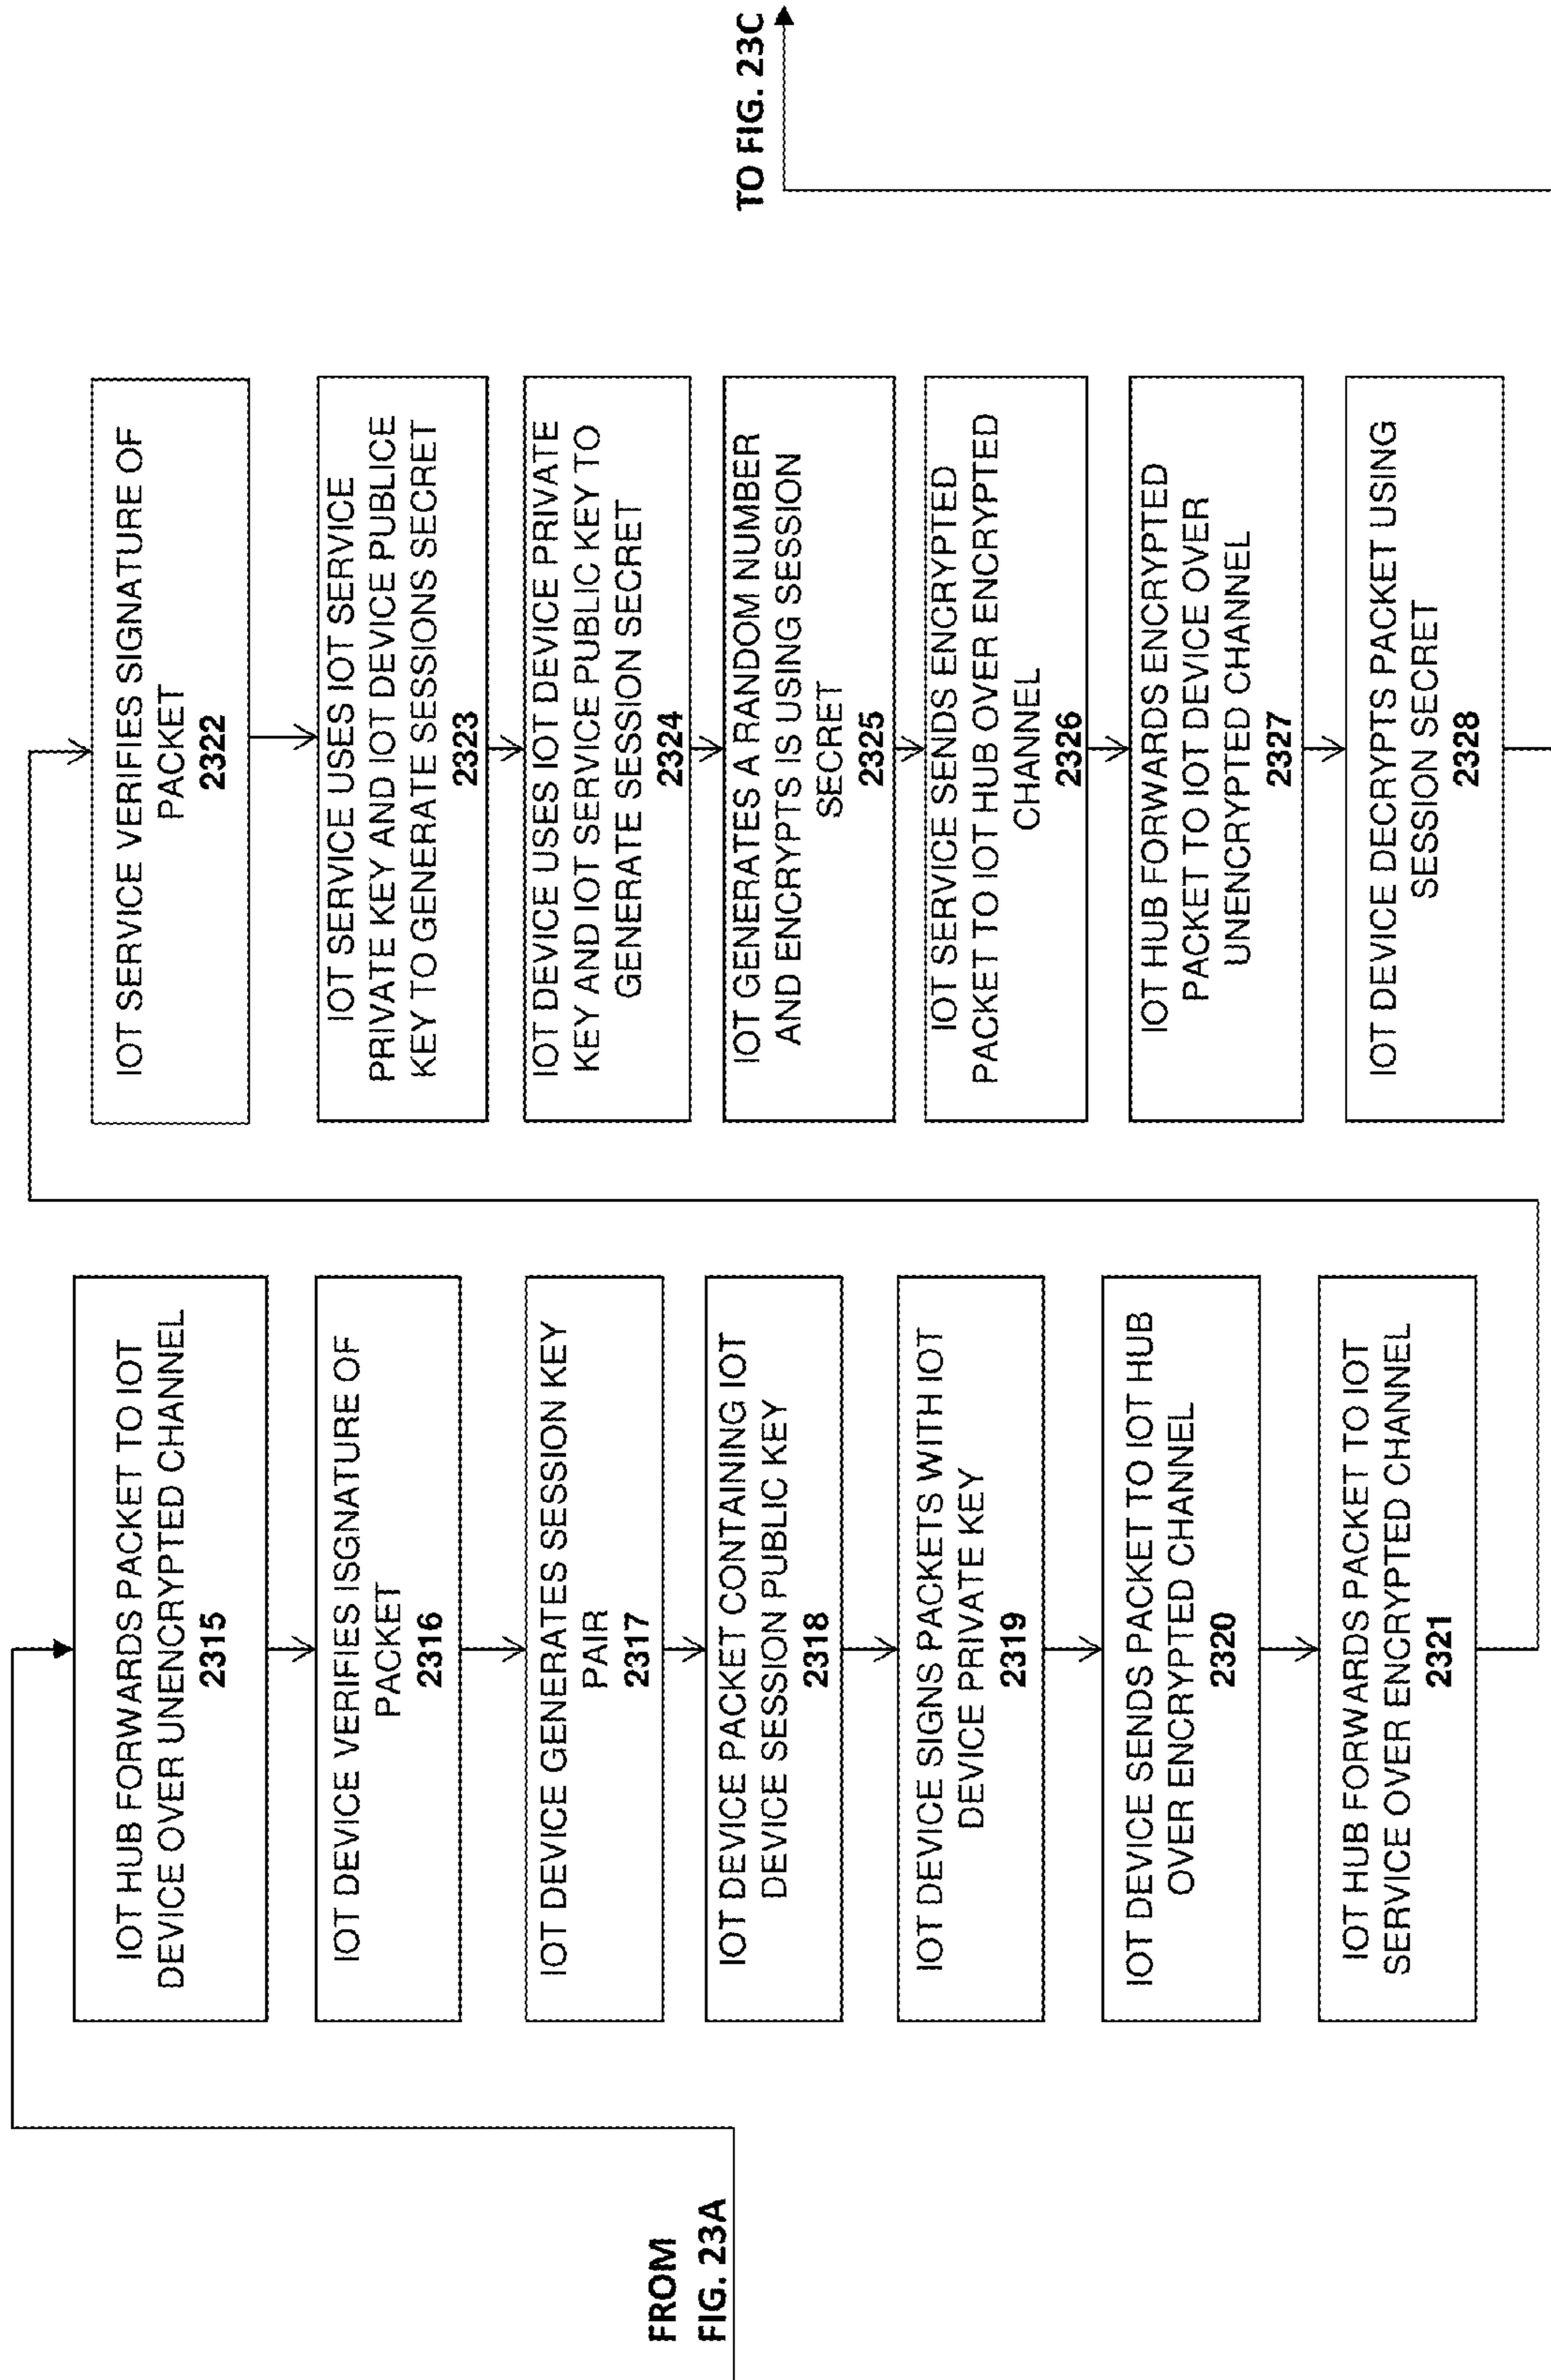 FROM
FIG. 23A
IOT HUB FORWARDS PACKET TO IOT
DEVICE OVER UNENCRYPTED CHANNEL
2315
IOT DEVICE VERIFIES ISGNATURE OF
PACKET
2316
IOT DEVICE GENERATES SESSION KEY
PAIR
2317
IOT DEVICE PACKET CONTAINING IOT
DEVICE SESSION PUBLIC KEY
2318
IOT DEVICE SIGNS PACKETS WITH IOT
DEVICE PRIVATE KEY
2319
IOT DEVICE SENDS PACKET TO IOT HUB
OVER ENCRYPTED CHANNEL
2320
IOT HUB FORWARDS PACKET TO IOT
SERVICE OVER ENCRYPTED CHANNEL
2321
IOT SERVICE VERIFIES SIGNATURE OF
PACKET
2322
IOT SERVICE USES IOT SERVICE
PRIVATE KEY AND IOT DEVICE PUBLICE
KEY TO GENERATE SESSIONS SECRET
2323
IOT DEVICE USES IOT DEVICE PRIVATE
KEY AND IOT SERVICE PUBLIC KEY TO
GENERATE SESSION SECRET
2324
IOT GENERATES A RANDOM NUMBER
AND ENCRYPTS IS USING SESSION
SECRET
2325
IOT SERVICE SENDS ENCRYPTED
PACKET TO IOT HUB OVER ENCRYPTED
CHANNEL
2326
IOT HUB FORWARDS ENCRYPTED
PACKET TO IOT DEVICE OVER
UNENCRYPTED CHANNEL
2327
IOT DEVICE DECRYPTS PACKET USING
SESSION SECRET
2328
TO FIG. 23C